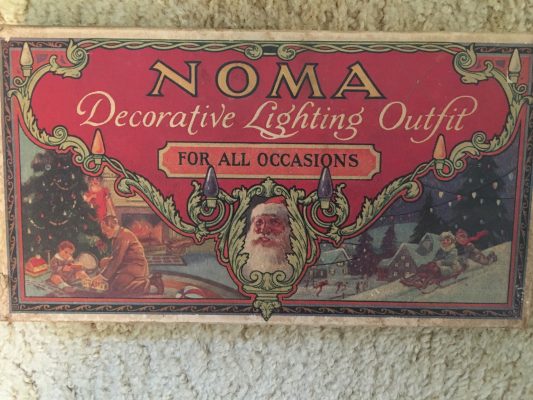 NOMA
Decorative Lighting Outfit
FOR ALL OCCASIONS